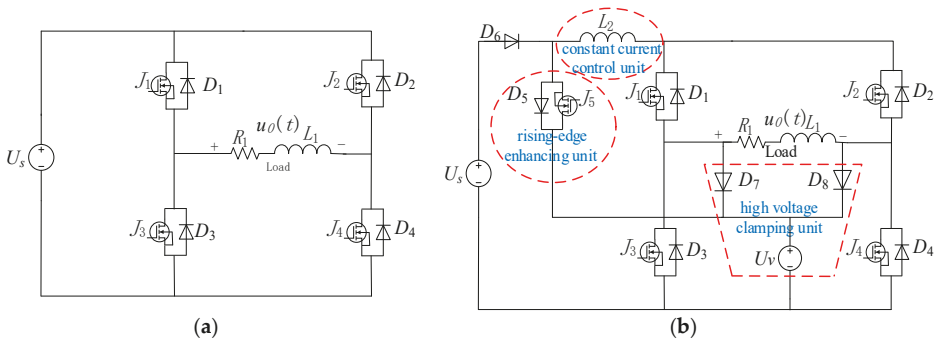 J1
D1
J2
D2
u0(t)
+
R1
L1
−
Load
Us
J3
D3
J4
D4
(a)
D6
L2
constant current
control unit
D5
J5
rising-edge
enhancing unit
J1
D1
J2
D2
u0(t)
+
R1
L1
−
Load
Us
D7
D8
high voltage
clamping unit
J3
D3
Uv
J4
D4
(b)